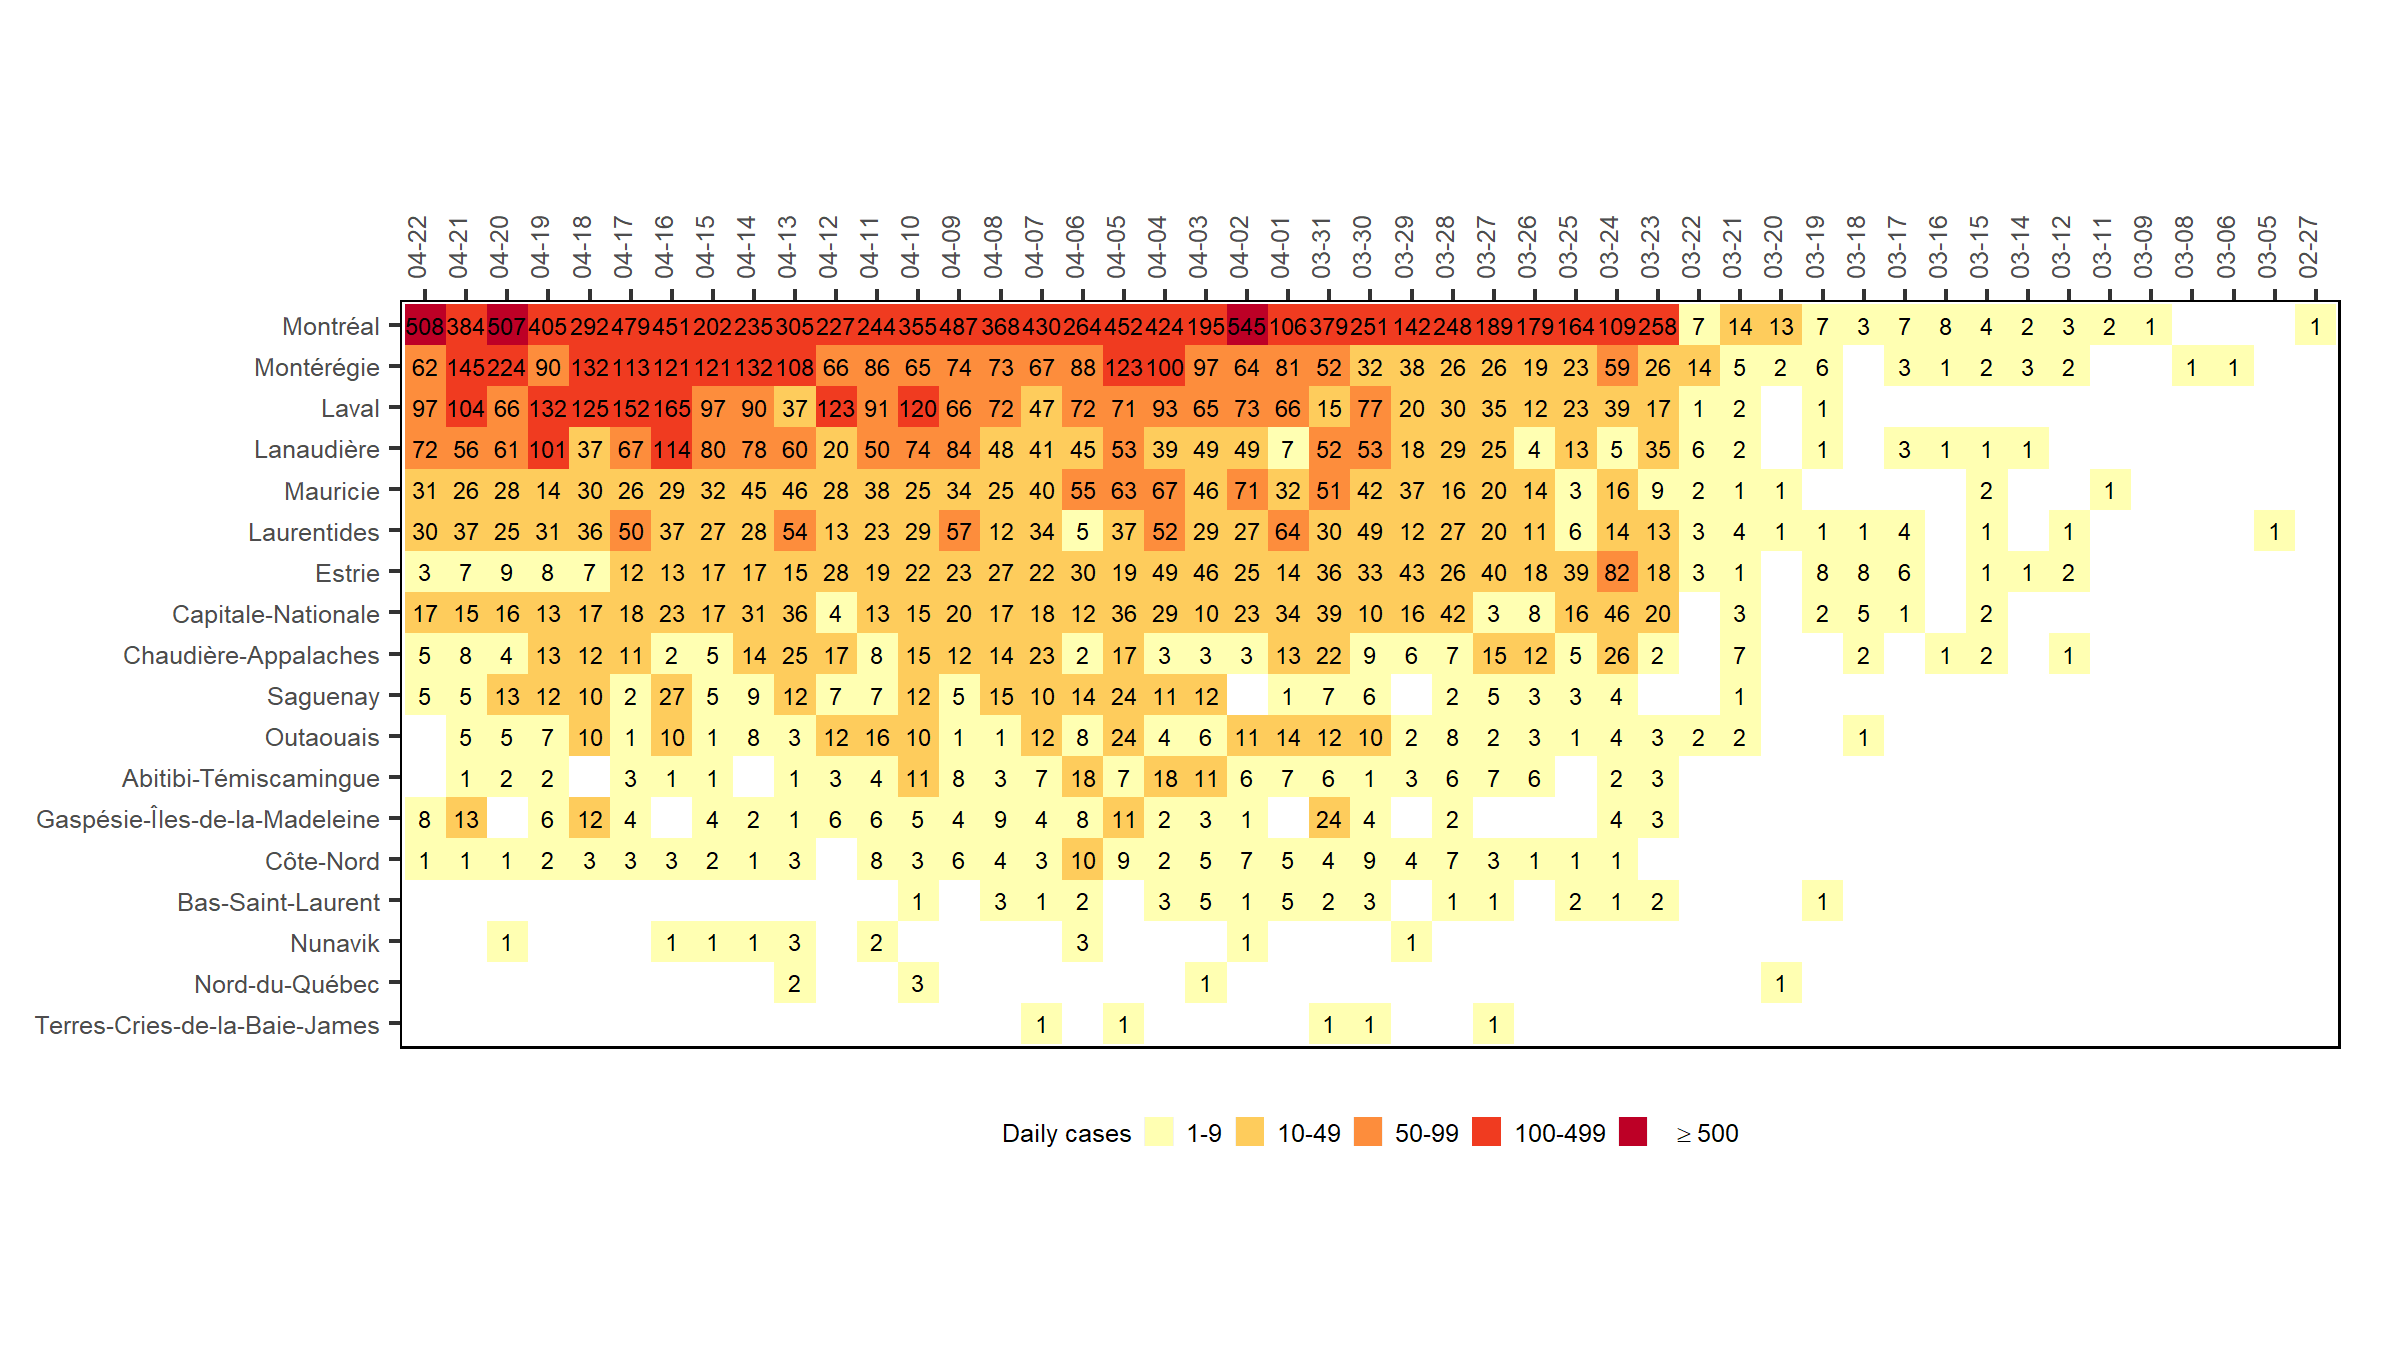 04-22 04-21 04-20 04-19 04-18 04-17 04-16 04-15 04-14 04-13 04-12 04-11 04-10 04-09 04-08 04-07 04-06 04-05 04-04 04-03 04-02 04-01 03-31 03-30 03-29 03-28 03-27 03-26 03-25 03-24 03-23 03-22 03-21 03-20 03-19 03-18 03-17 03-16 03-15 03-14 03-12 03-11 03-09 03-08 03-06 03-05 02-27
Montréal 508 384 507 405 292 479 451 202 235 305 227 244 355 487 368 430 264 452 424 195 545 106 379 251 142 248 189 179 164 109 258 7 14 13 7 3 7 8 4 2 3 2 1 1
Montérégie 62 145 224 90 132 113 121 121 132 108 66 86 65 74 73 67 88 123 100 97 64 81 52 32 38 26 26 19 23 59 26 14 5 2 6 3 1 2 3 2 1 1
Laval 97 104 66 132 125 152 165 97 90 37 123 91 120 66 72 47 72 71 93 65 73 66 15 77 20 30 35 12 23 39 17 1 2 1
Lanaudière 72 56 61 101 37 67 114 80 78 60 20 50 74 84 48 41 45 53 39 49 49 7 52 53 18 29 25 4 13 5 35 6 2 1 3 1 1 1
Mauricie 31 26 28 14 30 26 29 32 45 46 28 38 25 34 25 40 55 63 67 46 71 32 51 42 37 16 20 14 3 16 9 2 1 1 2 1
Laurentides 30 37 25 31 36 50 37 27 28 54 13 23 29 57 12 34 5 37 52 29 27 64 30 49 12 27 20 11 6 14 13 3 4 1 1 1 4 1 1 1
Estrie 3 7 9 8 7 12 13 17 17 15 28 19 22 23 27 22 30 19 49 46 25 14 36 33 43 26 40 18 39 82 18 3 1 8 8 6 1 1 2
Capitale-Nationale 17 15 16 13 17 18 23 17 31 36 4 13 15 20 17 18 12 36 29 10 23 34 39 10 16 42 3 8 16 46 20 3 2 5 1 2
Chaudière-Appalaches 5 8 4 13 12 11 2 5 14 25 17 8 15 12 14 23 2 17 3 3 3 13 22 9 6 7 15 12 5 26 2 7 2 1 2 1
Saguenay 5 5 13 12 10 2 27 5 9 12 7 7 12 5 15 10 14 24 11 12 1 7 6 2 5 3 3 4 1
Outaouais 5 5 7 10 1 10 1 8 3 12 16 10 1 1 12 8 24 4 6 11 14 12 10 2 8 2 3 1 4 3 2 2 1
Abitibi-Témiscamingue 1 2 2 3 1 1 1 3 4 11 8 3 7 18 7 18 11 6 7 6 1 3 6 7 6 2 3
Gaspésie-Îles-de-la-Madeleine 8 13 6 12 4 4 2 1 6 6 5 4 9 4 8 11 2 3 1 24 4 2 4 3
Côte-Nord 1 1 1 2 3 3 3 2 1 3 8 3 6 4 3 10 9 2 5 7 5 4 9 4 7 3 1 1 1
Bas-Saint-Laurent 1 3 1 2 3 5 1 5 2 3 1 1 2 1 2 1
Nunavik 1 1 1 1 3 2 3 1 1
Nord-du-Québec 2 3 1 1
Terres-Cries-de-la-Baie-James 1 1 1 1 1
Daily cases 1-9 10-49 50-99 100-499 ≥ 500